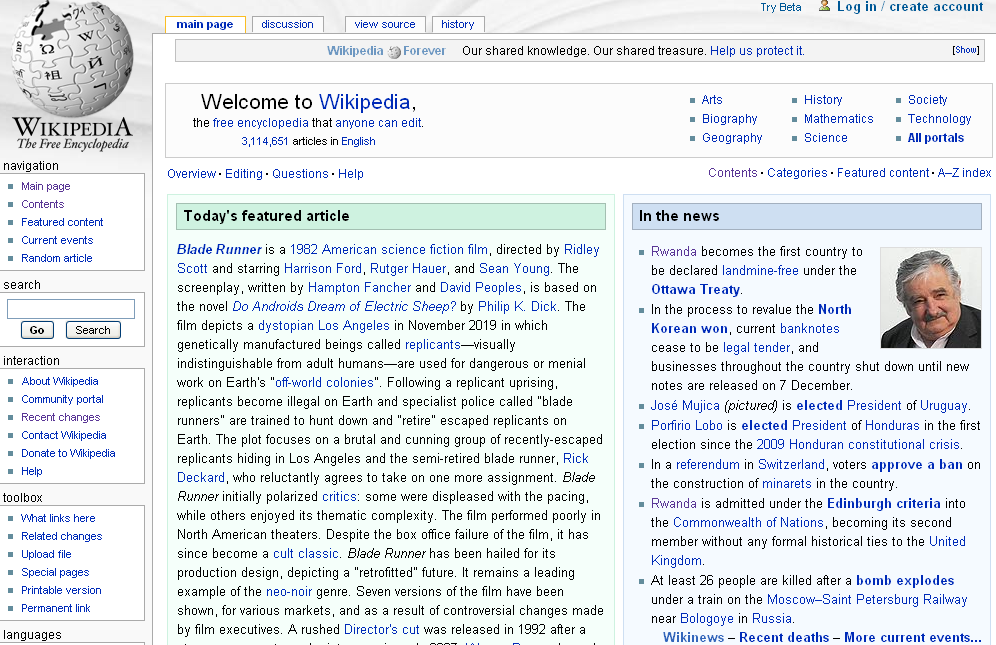 Try Beta Log in / create account
main page discussion view source history
Wikipedia Forever Our shared knowledge. Our shared treasure. Help us protect it. [Show]
Ω W И 祖
WIKIPEDIA
The Free Encyclopedia
navigation
Main page
Contents
Featured content
Current events
Random article
search
Go Search
interaction
About Wikipedia
Community portal
Recent changes
Contact Wikipedia
Donate to Wikipedia
Help
toolbox
What links here
Related changes
Upload file
Special pages
Printable version
Permanent link
languages
Welcome to Wikipedia,
the free encyclopedia that anyone can edit.
3,114,651 articles in English
Arts
Biography
Geography
History
Mathematics
Science
Society
Technology
All portals
Overview · Editing · Questions · Help
Contents · Categories · Featured content · A–Z index
Today's featured article
Blade Runner is a 1982 American science fiction film, directed by Ridley
Scott and starring Harrison Ford, Rutger Hauer, and Sean Young. The
screenplay, written by Hampton Fancher and David Peoples, is based on
the novel Do Androids Dream of Electric Sheep? by Philip K. Dick. The
film depicts a dystopian Los Angeles in November 2019 in which
genetically manufactured beings called replicants—visually
indistinguishable from adult humans—are used for dangerous or menial
work on Earth's "off-world colonies". Following a replicant uprising,
replicants become illegal on Earth and specialist police called "blade
runners" are trained to hunt down and "retire" escaped replicants on
Earth. The plot focuses on a brutal and cunning group of recently-escaped
replicants hiding in Los Angeles and the semi-retired blade runner, Rick
Deckard, who reluctantly agrees to take on one more assignment. Blade
Runner initially polarized critics: some were displeased with the pacing,
while others enjoyed its thematic complexity. The film performed poorly in
North American theaters. Despite the box office failure of the film, it has
since become a cult classic. Blade Runner has been hailed for its
production design, depicting a "retrofitted" future. It remains a leading
example of the neo-noir genre. Seven versions of the film have been
shown, for various markets, and as a result of controversial changes made
by film executives. A rushed Director's cut was released in 1992 after a
In the news
Rwanda becomes the first country to
be declared landmine-free under the
Ottawa Treaty.
In the process to revalue the North
Korean won, current banknotes
cease to be legal tender, and
businesses throughout the country shut down until new
notes are released on 7 December.
José Mujica (pictured) is elected President of Uruguay.
Porfirio Lobo is elected President of Honduras in the first
election since the 2009 Honduran constitutional crisis.
In a referendum in Switzerland, voters approve a ban on
the construction of minarets in the country.
Rwanda is admitted under the Edinburgh criteria into
the Commonwealth of Nations, becoming its second
member without any formal historical ties to the United
Kingdom.
At least 26 people are killed after a bomb explodes
under a train on the Moscow–Saint Petersburg Railway
near Bologoye in Russia.
Wikinews – Recent deaths – More current events...